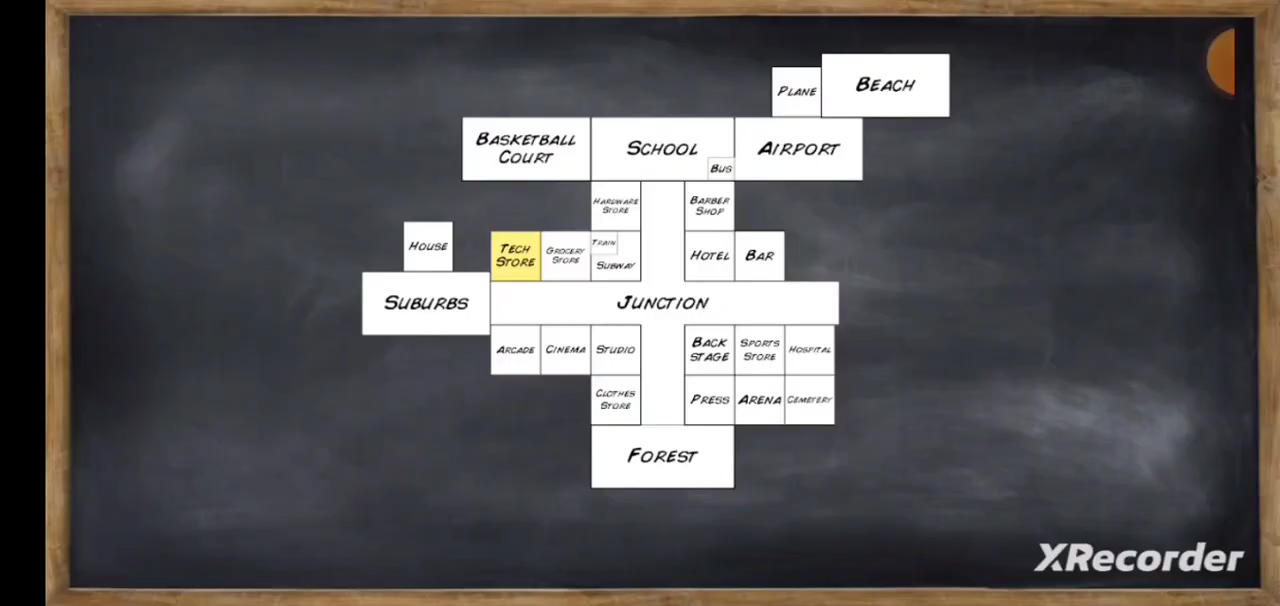 PLANE
BEACH
BASKETBALL
COURT
SCHOOL
BUS
AIRPORT
HARDWARE
STORE
BARBER
SHOP
HOUSE
TECH
STORE
GROCERY
STORE
TRAIN
SUBWAY
HOTEL
BAR
SUBURBS
JUNCTION
ARCADE
CINEMA
STUDIO
BACK
STAGE
SPORTS
STORE
HOSPITAL
CLOTHES
STORE
PRESS
ARENA
CEMETERY
FOREST
XRecorder